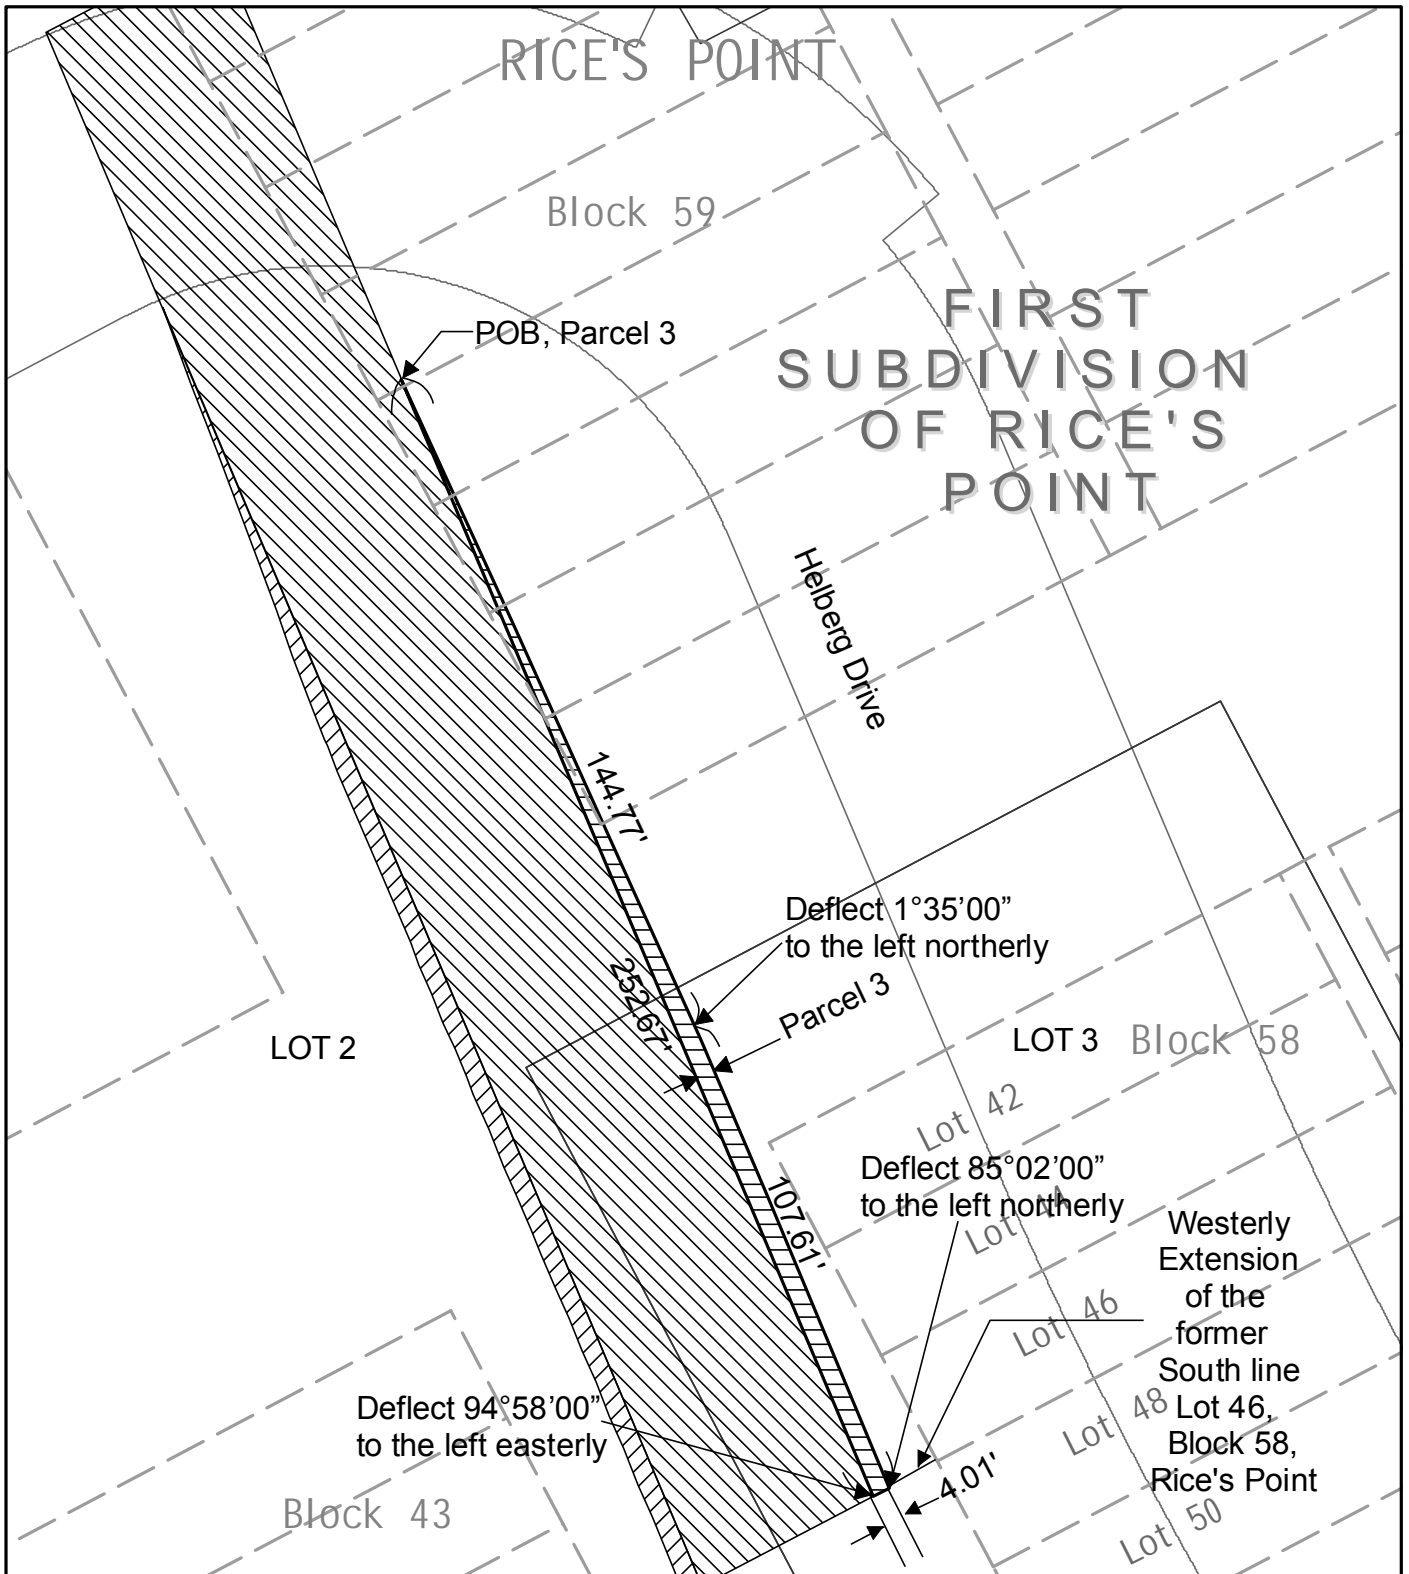 RICE'S POINT
Block 59
POB, Parcel 3
FIRST
SUBDIVISION
OF RICE'S
POINT
Helberg Drive
144.77'
Deflect 1°35'00”
to the left northerly
252.67'
Parcel 3
LOT 2
LOT 3
Block 58
Lot 42
Deflect 85°02'00”
to the left northerly
Lot 44
107.61'
Westerly
Extension
of the
former
South line
Lot 46,
Block 58,
Rice's Point
Lot 46
Deflect 94°58'00”
to the left easterly
Lot 48
4.01'
Block 43
Lot 50